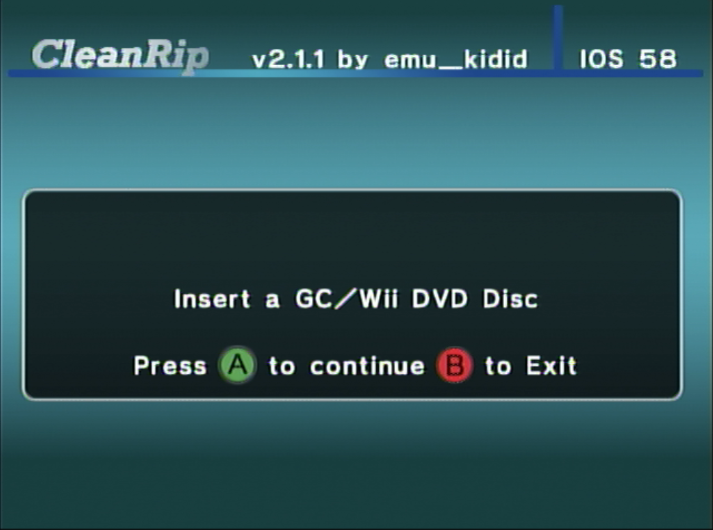 CleanRip v2.1.1 by emu_kidid IOS 58
Insert a GC/Wii DVD Disc
Press A to continue B to Exit